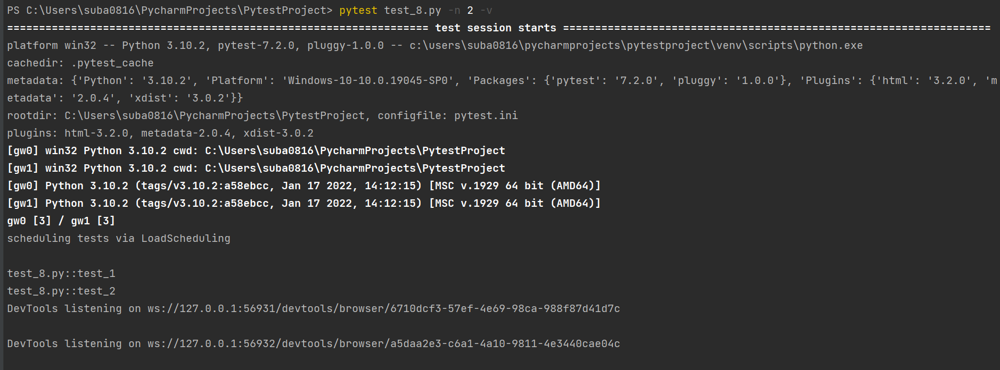 PS C:\Users\suba0816\PycharmProjects\PytestProject> pytest test_8.py -n 2 -v
================================================================== test session starts ===================================================================
platform win32 -- Python 3.10.2, pytest-7.2.0, pluggy-1.0.0 -- c:\users\suba0816\pycharmprojects\pytestproject\venv\scripts\python.exe
cachedir: .pytest_cache
metadata: {'Python': '3.10.2', 'Platform': 'Windows-10-10.0.19045-SP0', 'Packages': {'pytest': '7.2.0', 'pluggy': '1.0.0'}, 'Plugins': {'html': '3.2.0', 'm
etadata': '2.0.4', 'xdist': '3.0.2'}}
rootdir: C:\Users\suba0816\PycharmProjects\PytestProject, configfile: pytest.ini
plugins: html-3.2.0, metadata-2.0.4, xdist-3.0.2
[gw0] win32 Python 3.10.2 cwd: C:\Users\suba0816\PycharmProjects\PytestProject
[gw1] win32 Python 3.10.2 cwd: C:\Users\suba0816\PycharmProjects\PytestProject
[gw0] Python 3.10.2 (tags/v3.10.2:a58ebcc, Jan 17 2022, 14:12:15) [MSC v.1929 64 bit (AMD64)]
[gw1] Python 3.10.2 (tags/v3.10.2:a58ebcc, Jan 17 2022, 14:12:15) [MSC v.1929 64 bit (AMD64)]
gw0 [3] / gw1 [3]
scheduling tests via LoadScheduling
test_8.py::test_1
test_8.py::test_2
DevTools listening on ws://127.0.0.1:56931/devtools/browser/6710dcf3-57ef-4e69-98ca-988f87d41d7c
DevTools listening on ws://127.0.0.1:56932/devtools/browser/a5daa2e3-c6a1-4a10-9811-4e3440cae04c